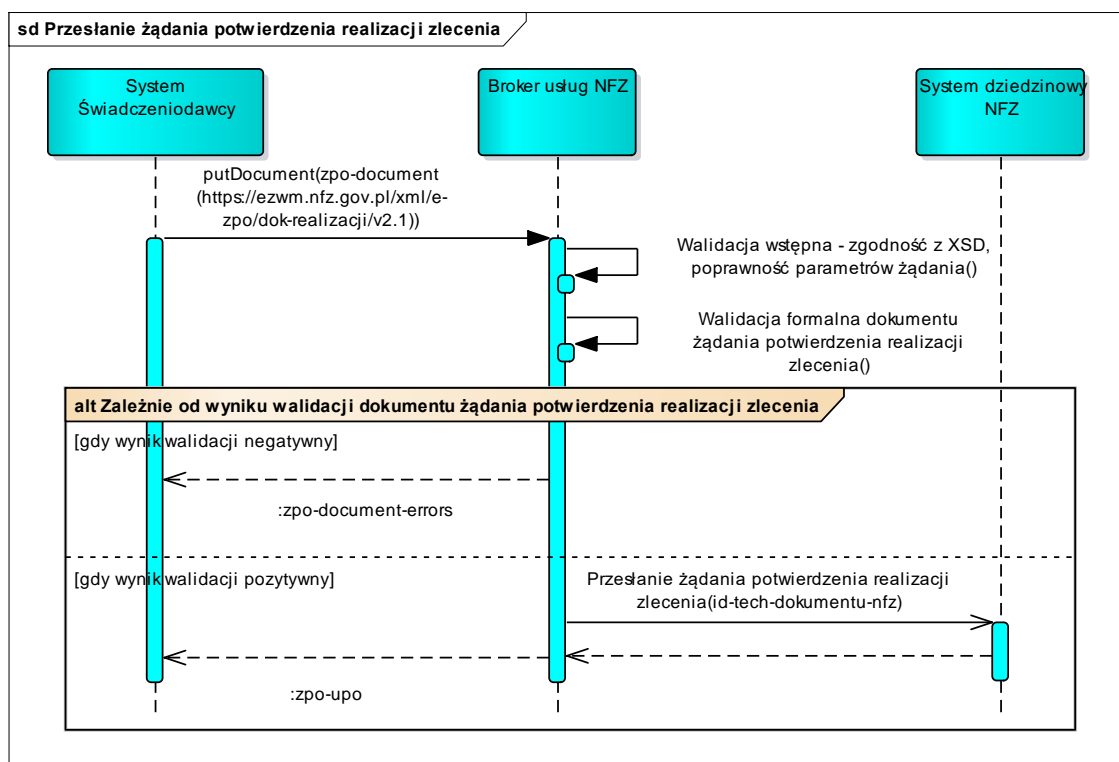 sd Przesłanie żądania potwierdzenia realizacji zlecenia
System
Świadczeniodawcy
Broker usług NFZ
System dziedzinowy
NFZ
putDocument(zpo-document
(https://ezwm.nfz.gov.pl/xml/e-
zpo/dok-realizacji/v2.1))
Walidacja wstępna - zgodność z XSD,
poprawność parametrów żądania()
Walidacja formalna dokumentu
żądania potwierdzenia realizacji
zlecenia()
alt Zależnie od wyniku walidacji dokumentu żądania potwierdzenia realizacji zlecenia
[gdy wynik walidacji negatywny]
:zpo-document-errors
[gdy wynik walidacji pozytywny]
Przesłanie żądania potwierdzenia realizacji
zlecenia(id-tech-dokumentu-nfz)
:zpo-upo